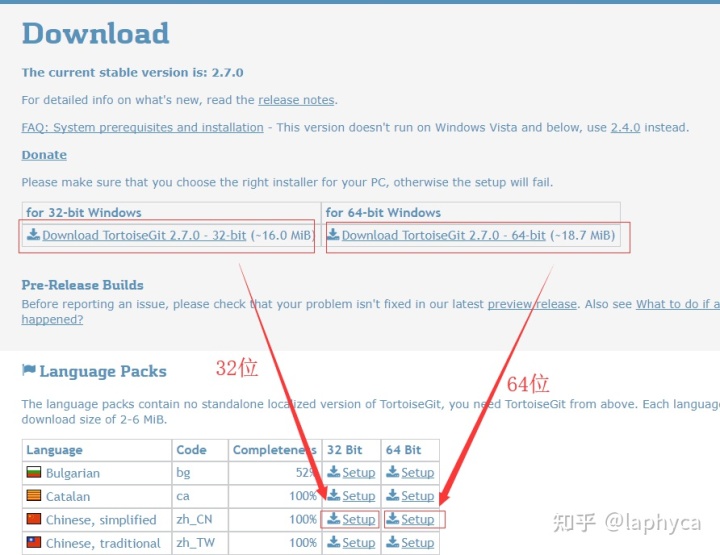 Download
The current stable version is: 2.7.0
For detailed info on what's new, read the release notes.
FAQ: System prerequisites and installation - This version doesn't run on Windows Vista and below, use 2.4.0 instead.
Donate
Please make sure that you choose the right installer for your PC, otherwise the setup will fail.
for 32-bit Windows for 64-bit Windows
Download TortoiseGit 2.7.0 - 32-bit (~16.0 MiB) Download TortoiseGit 2.7.0 - 64-bit (~18.7 MiB)
Pre-Release Builds
Before reporting an issue, please check that your problem isn't fixed in our latest preview release. Also see What to do if a
happened?
32位
64位
Language Packs
The language packs contain no standalone localized version of TortoiseGit, you need TortoiseGit from above. Each language
download size of 2-6 MiB.
Language Code Completeness 32 Bit 64 Bit
Bulgarian bg 52% Setup Setup
Catalan ca 100% Setup Setup
Chinese, simplified zh_CN 100% Setup Setup
Chinese, traditional zh_TW 100% Setup Setup
知乎 @laphyca